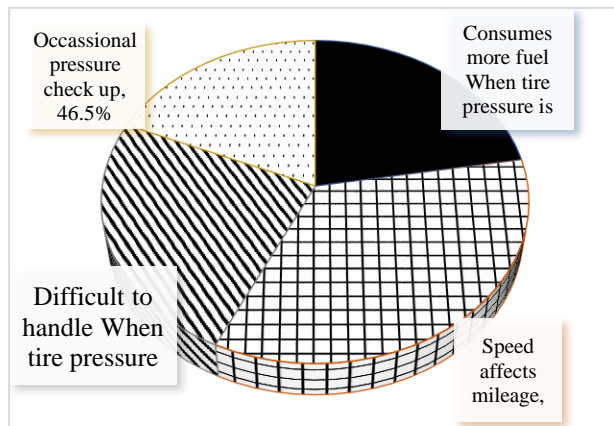 Occassional
pressure
check up,
46.5%
Consumes
more fuel
When tire
pressure is
Difficult to
handle When
tire pressure
Speed
affects
mileage,